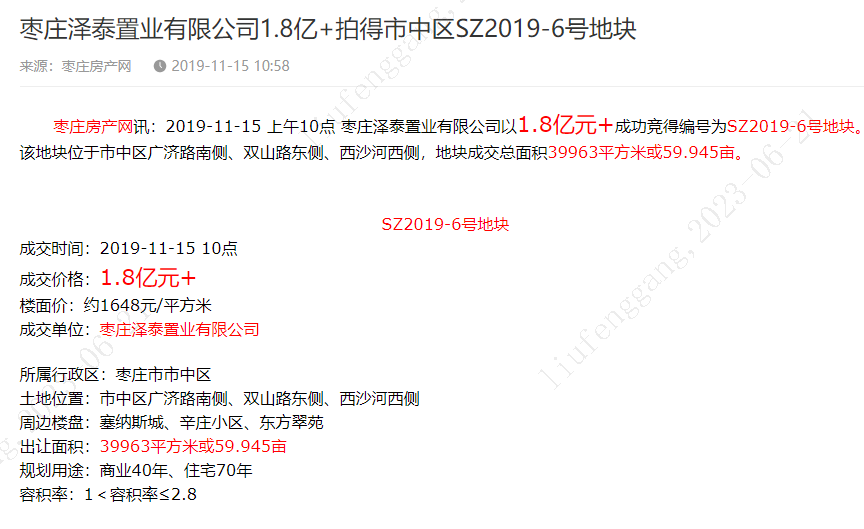 枣庄泽泰置业有限公司1.8亿+拍得市中区SZ2019-6号地块
来源：枣庄房产网 2019-11-15 10:58
枣庄房产网讯：2019-11-15 上午10点 枣庄泽泰置业有限公司以1.8亿元+成功竞得编号为SZ2019-6号地块。
该地块位于市中区广济路南侧、双山路东侧、西沙河西侧，地块成交总面积39963平方米或59.945亩。
SZ2019-6号地块
成交时间：2019-11-15 10点
成交价格：1.8亿元+
楼面价：约1648元/平方米
成交单位：枣庄泽泰置业有限公司
所属行政区：枣庄市市中区
土地位置：市中区广济路南侧、双山路东侧、西沙河西侧
周边楼盘：塞纳斯城、辛庄小区、东方翠苑
出让面积：39963平方米或59.945亩
规划用途：商业40年、住宅70年
容积率：1＜容积率≤2.8
liufenggang, 2023-06-21